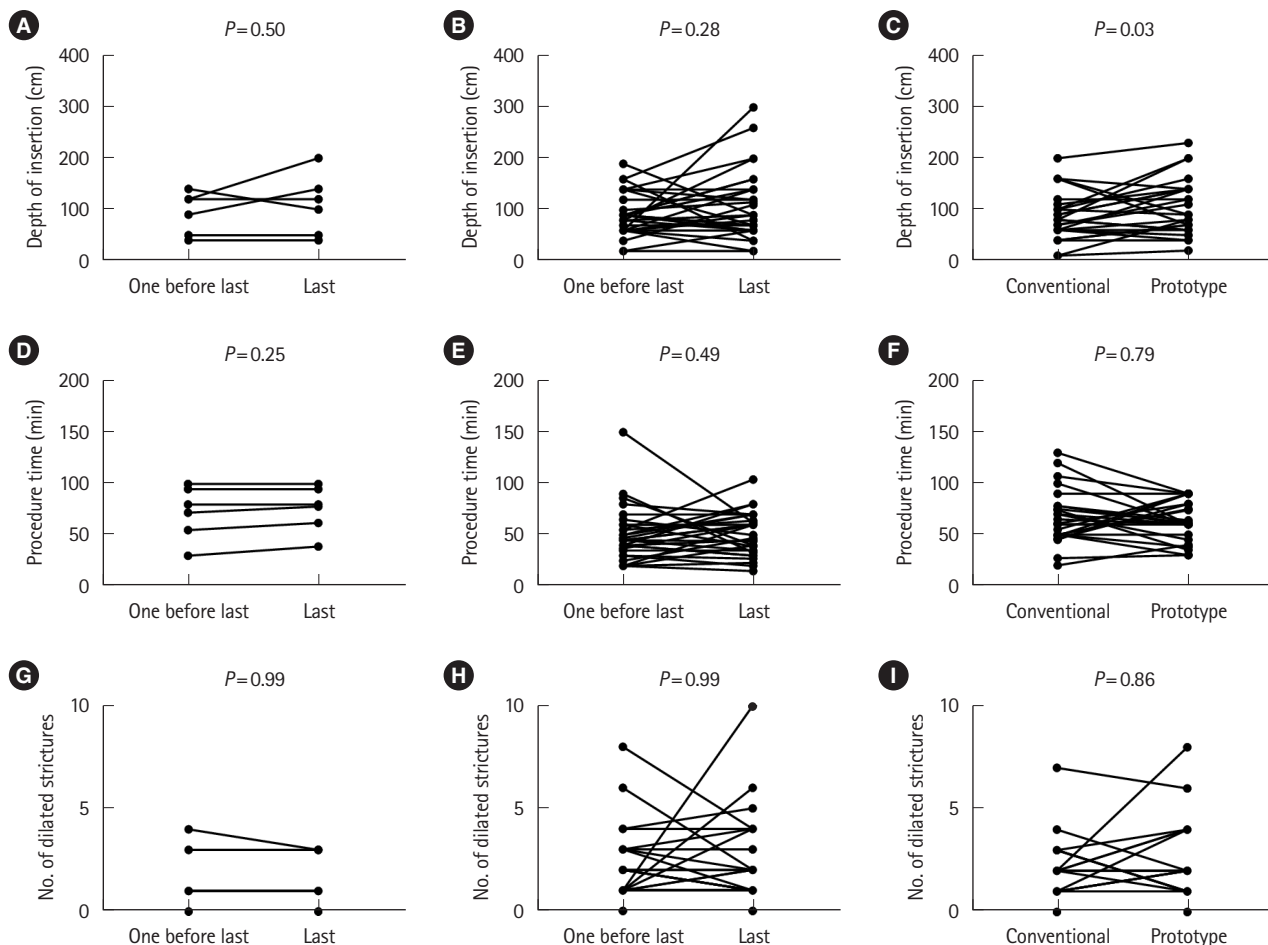 A
P=0.50
Depth of insertion (cm)
400
300
200
100
0
One before last
Last
B
P=0.28
Depth of insertion (cm)
400
300
200
100
0
One before last
Last
C
P=0.03
Depth of insertion (cm)
400
300
200
100
0
Conventional
Prototype
D
P=0.25
Procedure time (min)
200
150
100
50
0
One before last
Last
E
P=0.49
Procedure time (min)
200
150
100
50
0
One before last
Last
F
P=0.79
Procedure time (min)
200
150
100
50
0
Conventional
Prototype
G
P=0.99
No. of dilated strictures
10
5
0
One before last
Last
H
P=0.99
No. of dilated strictures
10
5
0
One before last
Last
I
P=0.86
No. of dilated strictures
10
5
0
Conventional
Prototype